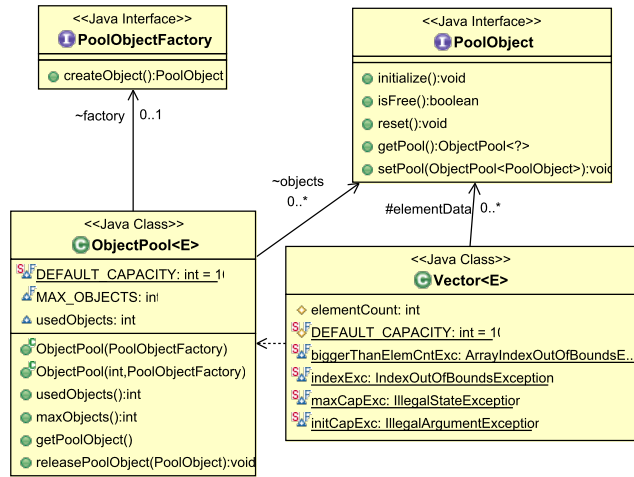 <<Java Interface>>
PoolObjectFactory
createObject():PoolObject
<<Java Interface>>
PoolObject
initialize():void
isFree():boolean
reset():void
getPool():ObjectPool<?>
setPool(ObjectPool<PoolObject>):void
~factory 0..1
~objects
0..*
#elementData 0..*
<<Java Class>>
ObjectPool<E>
DEFAULT_CAPACITY: int = 10
MAX_OBJECTS: int
usedObjects: int
ObjectPool(PoolObjectFactory)
ObjectPool(int,PoolObjectFactory)
usedObjects():int
maxObjects():int
getPoolObject()
releasePoolObject(PoolObject):void
<<Java Class>>
Vector<E>
elementCount: int
DEFAULT_CAPACITY: int = 10
biggerThanElemCntExc: ArrayIndexOutOfBoundsE...
indexExc: IndexOutOfBoundsException
maxCapExc: IllegalStateException
initCapExc: IllegalArgumentException